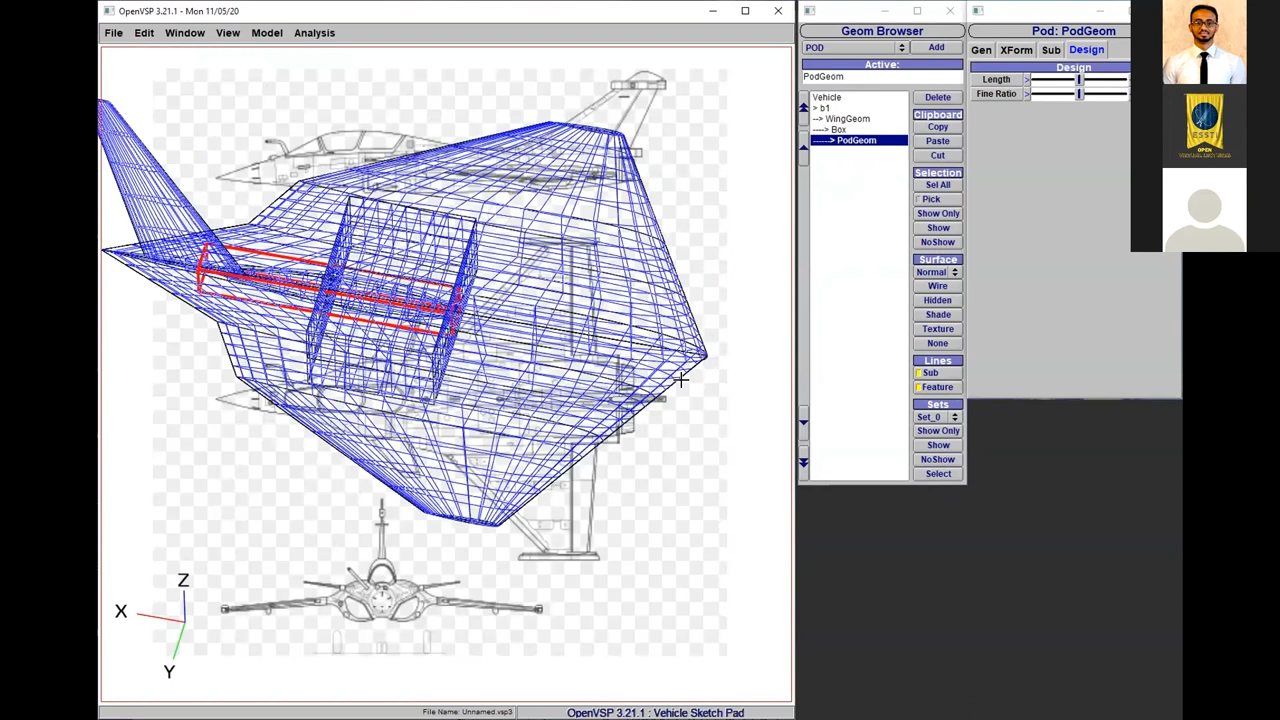 OpenVSP 3.21.1 - Mon 11/05/20
File Edit Window View Model Analysis
X
Y
Z
File Name: Unnamed.vsp3
OpenVSP 3.21.1 : Vehicle Sketch Pad
Geom Browser
POD
Add
Active:
PodGeom
Vehicle
> b1
--> WingGeom
----> Box
------> PodGeom
Delete
Clipboard
Copy
Paste
Cut
Selection
Sel All
Pick
Show Only
Show
NoShow
Surface
Normal
Wire
Hidden
Shade
Texture
None
Lines
Sub
Feature
Sets
Set_0
Show Only
Show
NoShow
Select
Pod: PodGeom
Gen XForm Sub Design
Design
Length >
Fine Ratio >
ESSTI
OPEN